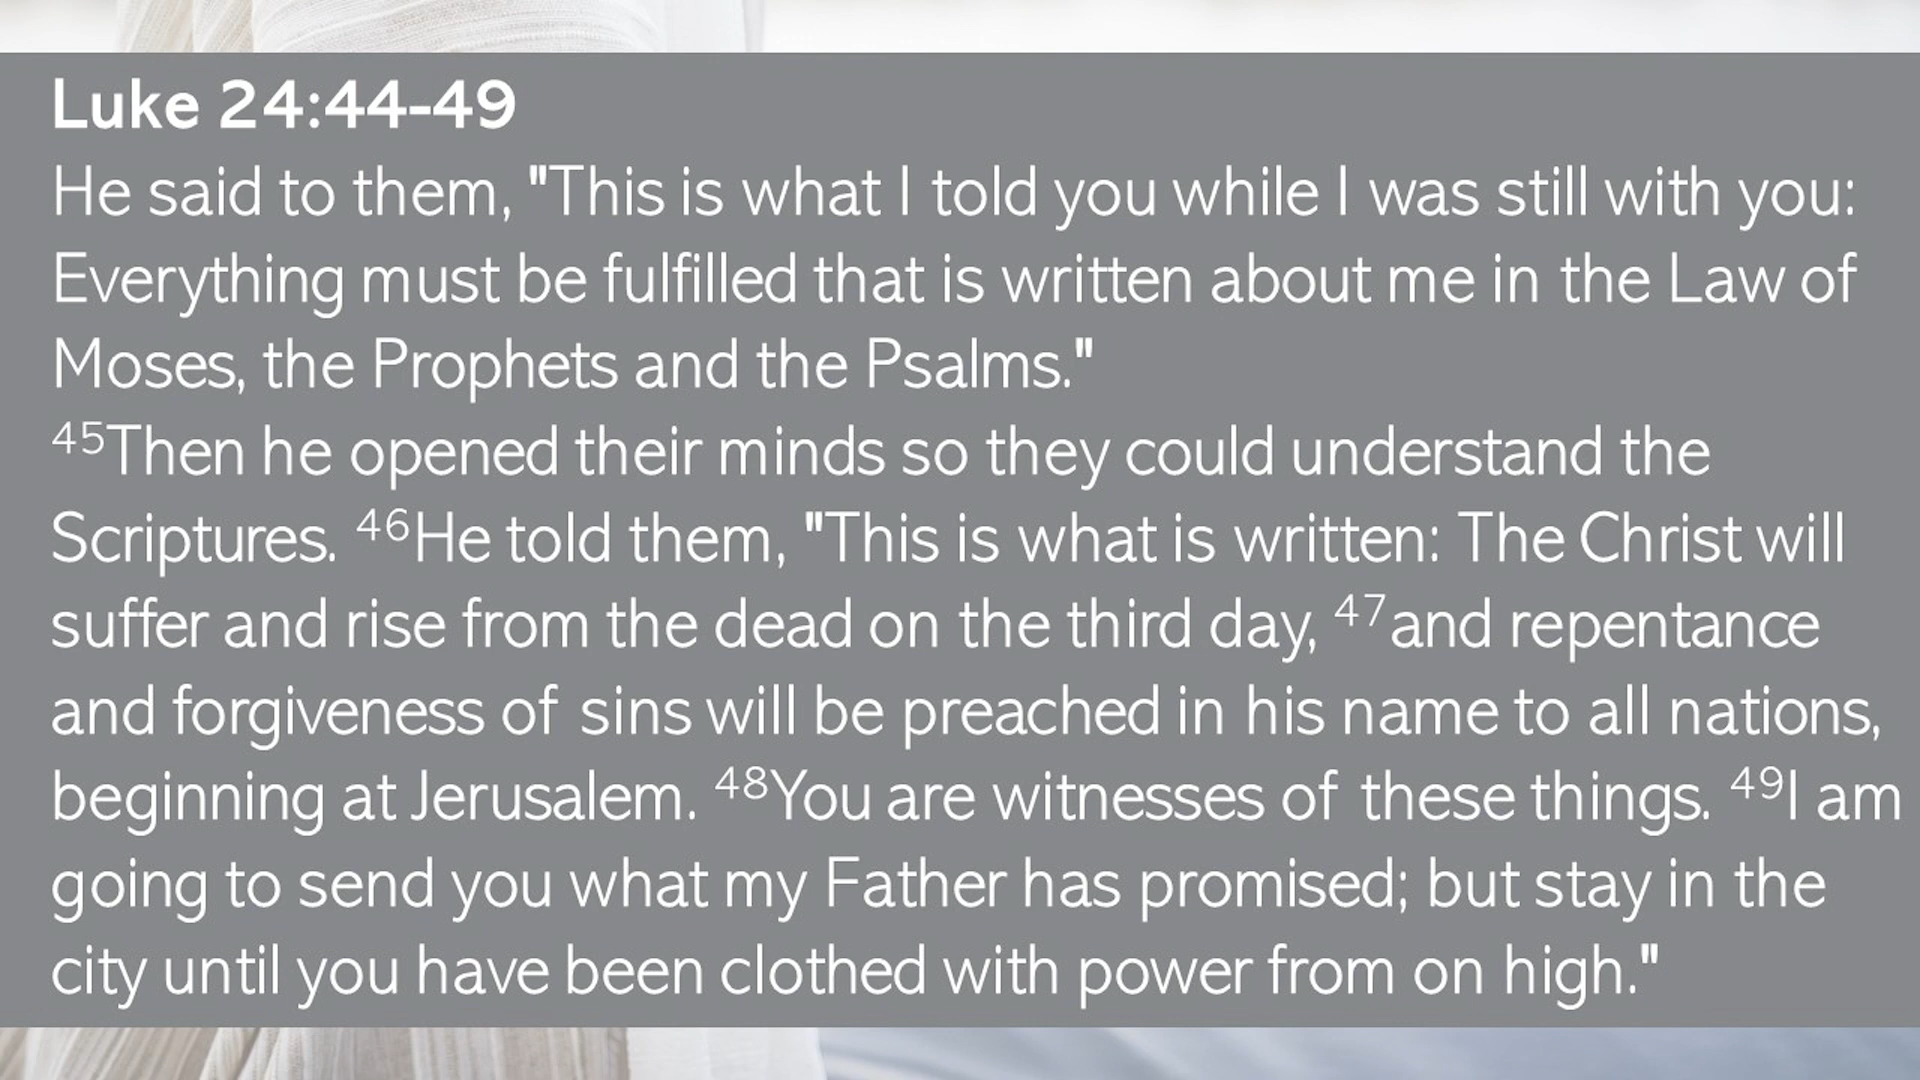 Luke 24:44-49
He said to them, "This is what I told you while I was still with you:
Everything must be fulfilled that is written about me in the Law of
Moses, the Prophets and the Psalms."
45Then he opened their minds so they could understand the
Scriptures. 46He told them, "This is what is written: The Christ will
suffer and rise from the dead on the third day, 47and repentance
and forgiveness of sins will be preached in his name to all nations,
beginning at Jerusalem. 48You are witnesses of these things. 49I am
going to send you what my Father has promised; but stay in the
city until you have been clothed with power from on high."